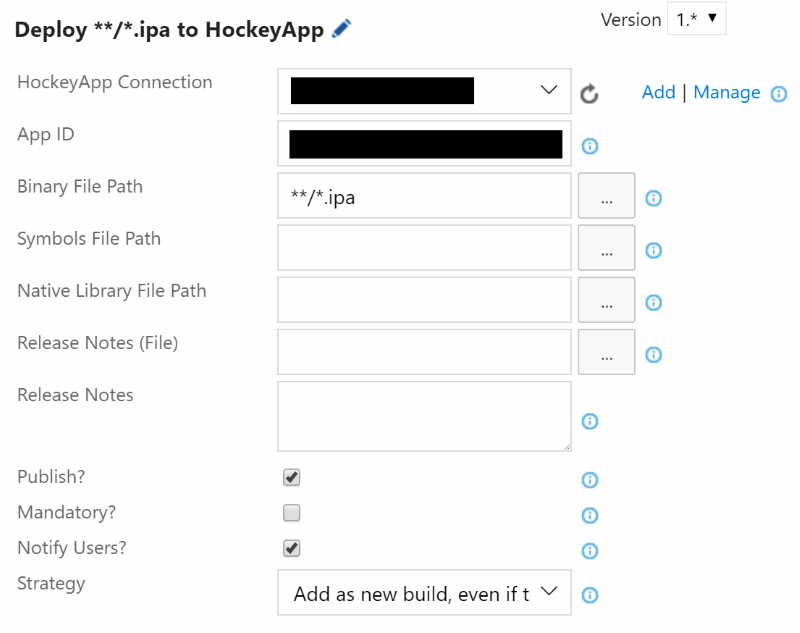 Deploy **/*.ipa to HockeyApp
Version 1.*
HockeyApp Connection
Add | Manage
App ID
Binary File Path
**/*.ipa
...
Symbols File Path
...
Native Library File Path
...
Release Notes (File)
...
Release Notes
Publish?
Mandatory?
Notify Users?
Strategy
Add as new build, even if t